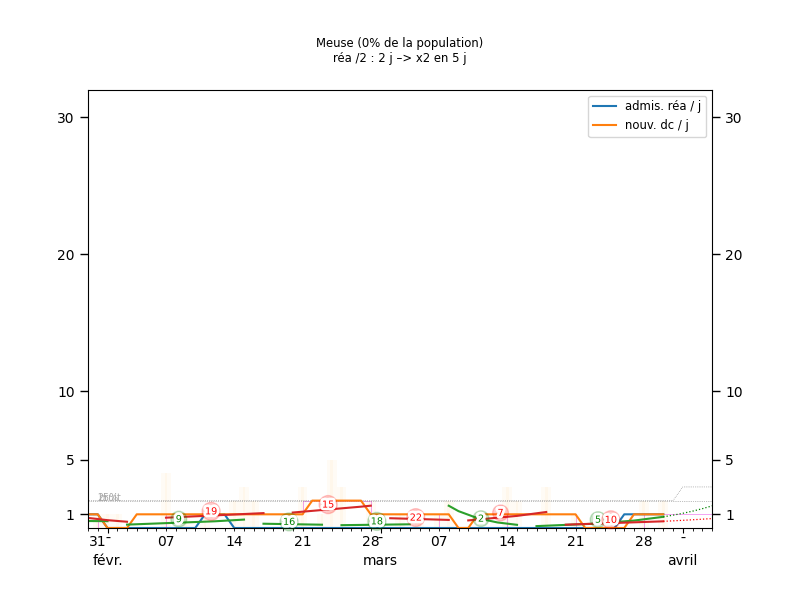 Meuse (0% de la population)
réa /2 : 2 j –> x2 en 5 j
admis. réa / j
nouv. dc / j
30 30
20 20
10 10
5 5
1 1
9 19 16 15 18 22 2 7 5 10
31 07 14 21 28 07 14 21 28
févr. mars avril